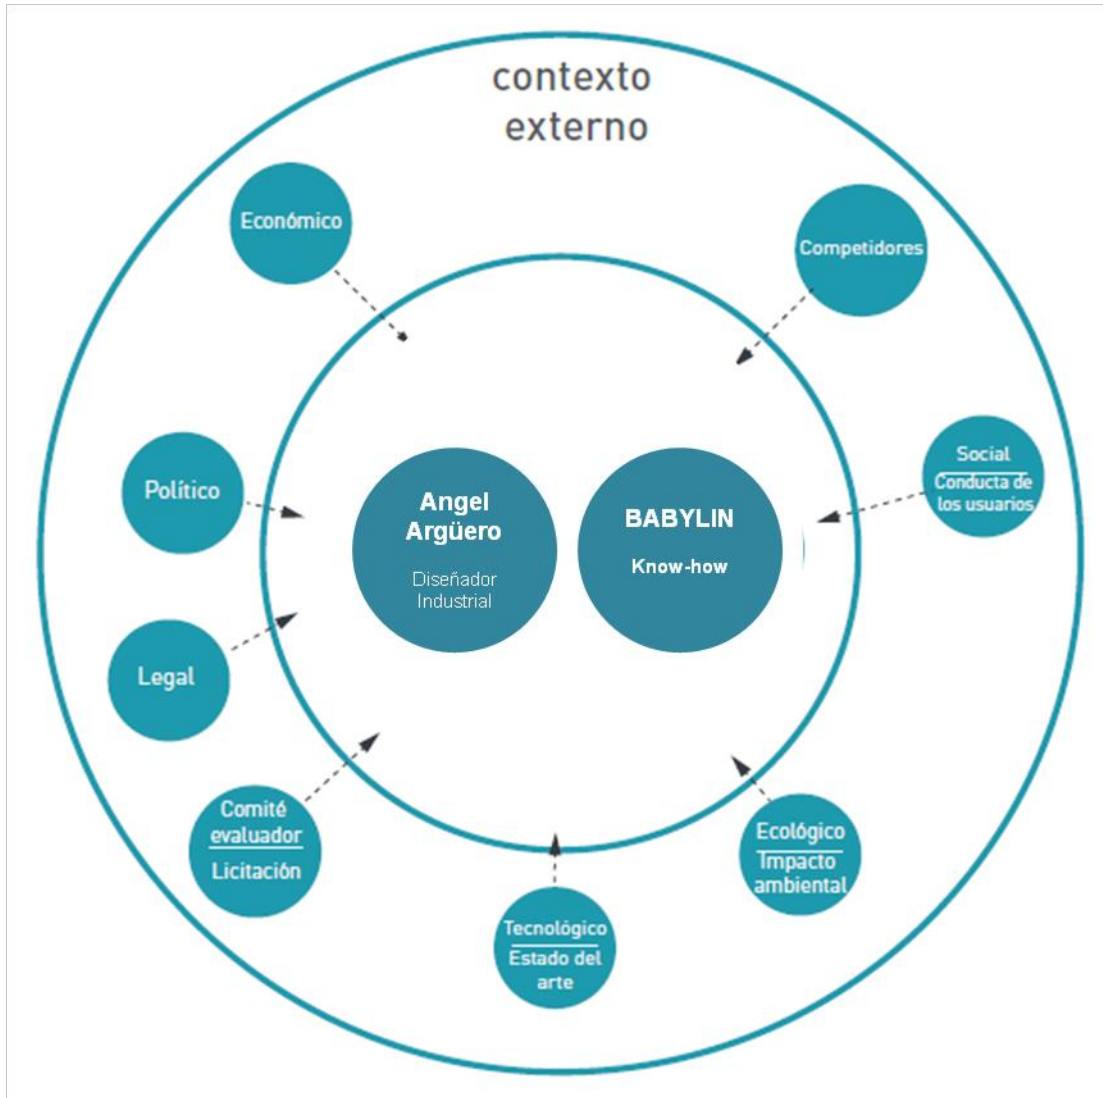 contexto
externo
Económico
Competidores
Social
Conducta de
los usuarios
Político
Angel
Argüero
Diseñador
Industrial
BABYLIN
Know-how
Legal
Comité
evaluador
Licitación
Ecológico
Impacto
ambiental
Tecnológico
Estado del
arte